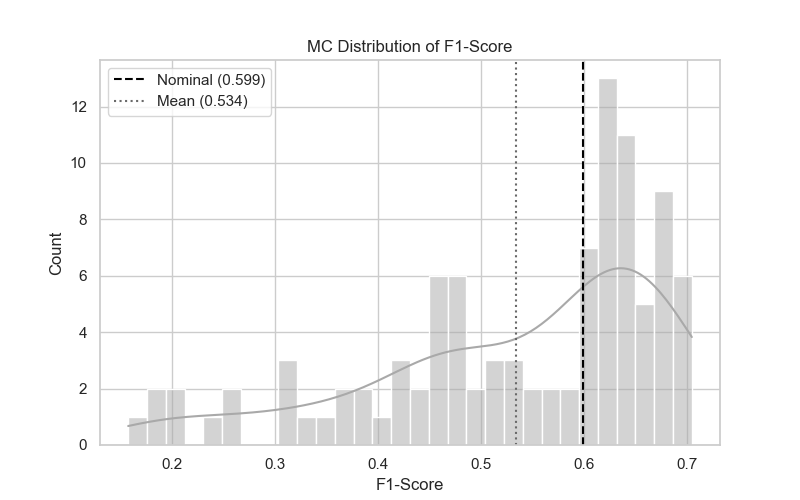 MC Distribution of F1-Score
Nominal (0.599)
Mean (0.534)
Count
12
10
8
6
4
2
0
0.2 0.3 0.4 0.5 0.6 0.7
F1-Score